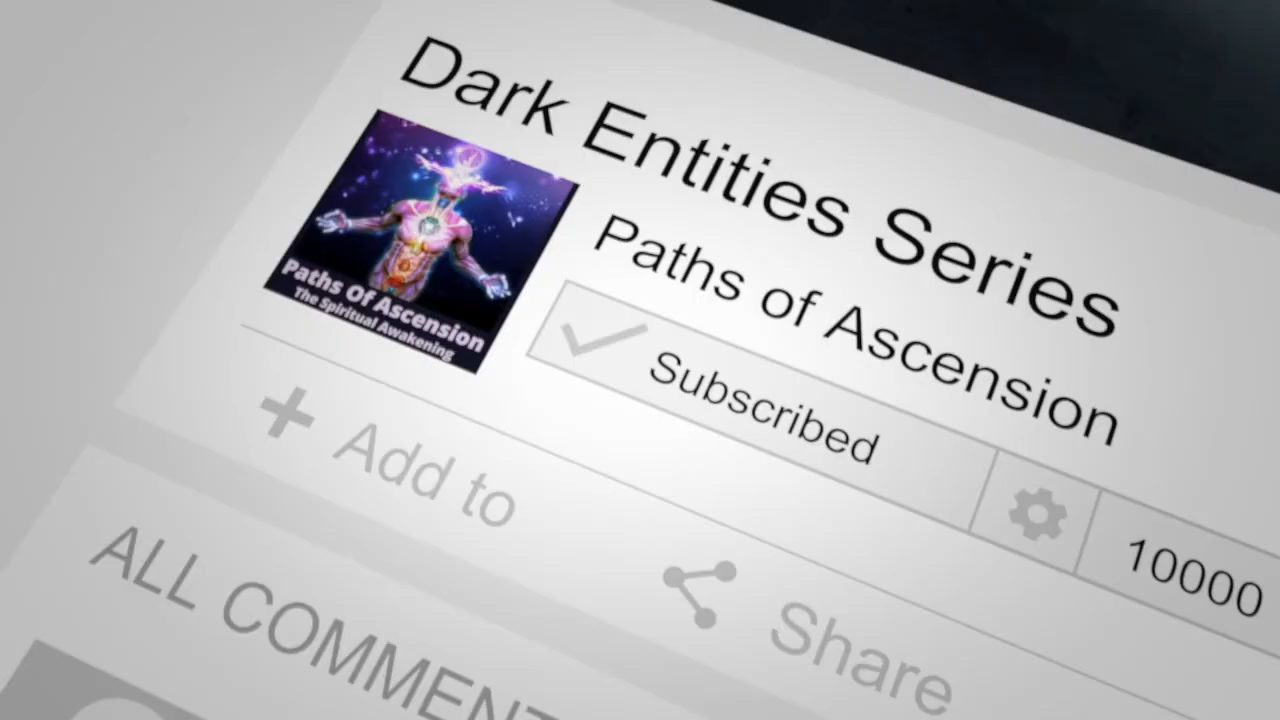 Dark Entities Series
Paths Of Ascension
The Spiritual Awakening
Paths of Ascension
Subscribed
10000
Add to
Share
ALL COMMENT